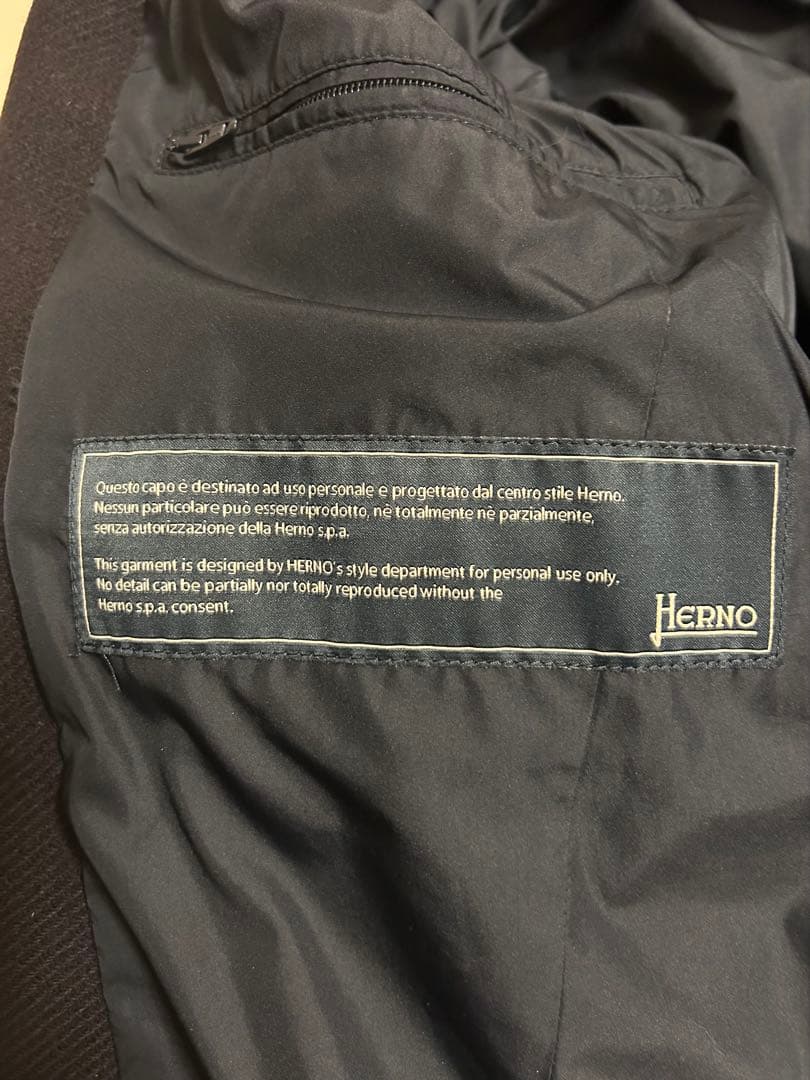 Questo capo è destinato ad uso personale e progettato dal centro stile Herno.
Nessun particolare può essere riprodotto, nè totalmente nè parzialmente,
senza autorizzazione della Herno s.p.a.
This garment is designed by HERNO's style department for personal use only.
No detail can be partially nor totally reproduced without the
Herno s.p.a. consent.
HERNO